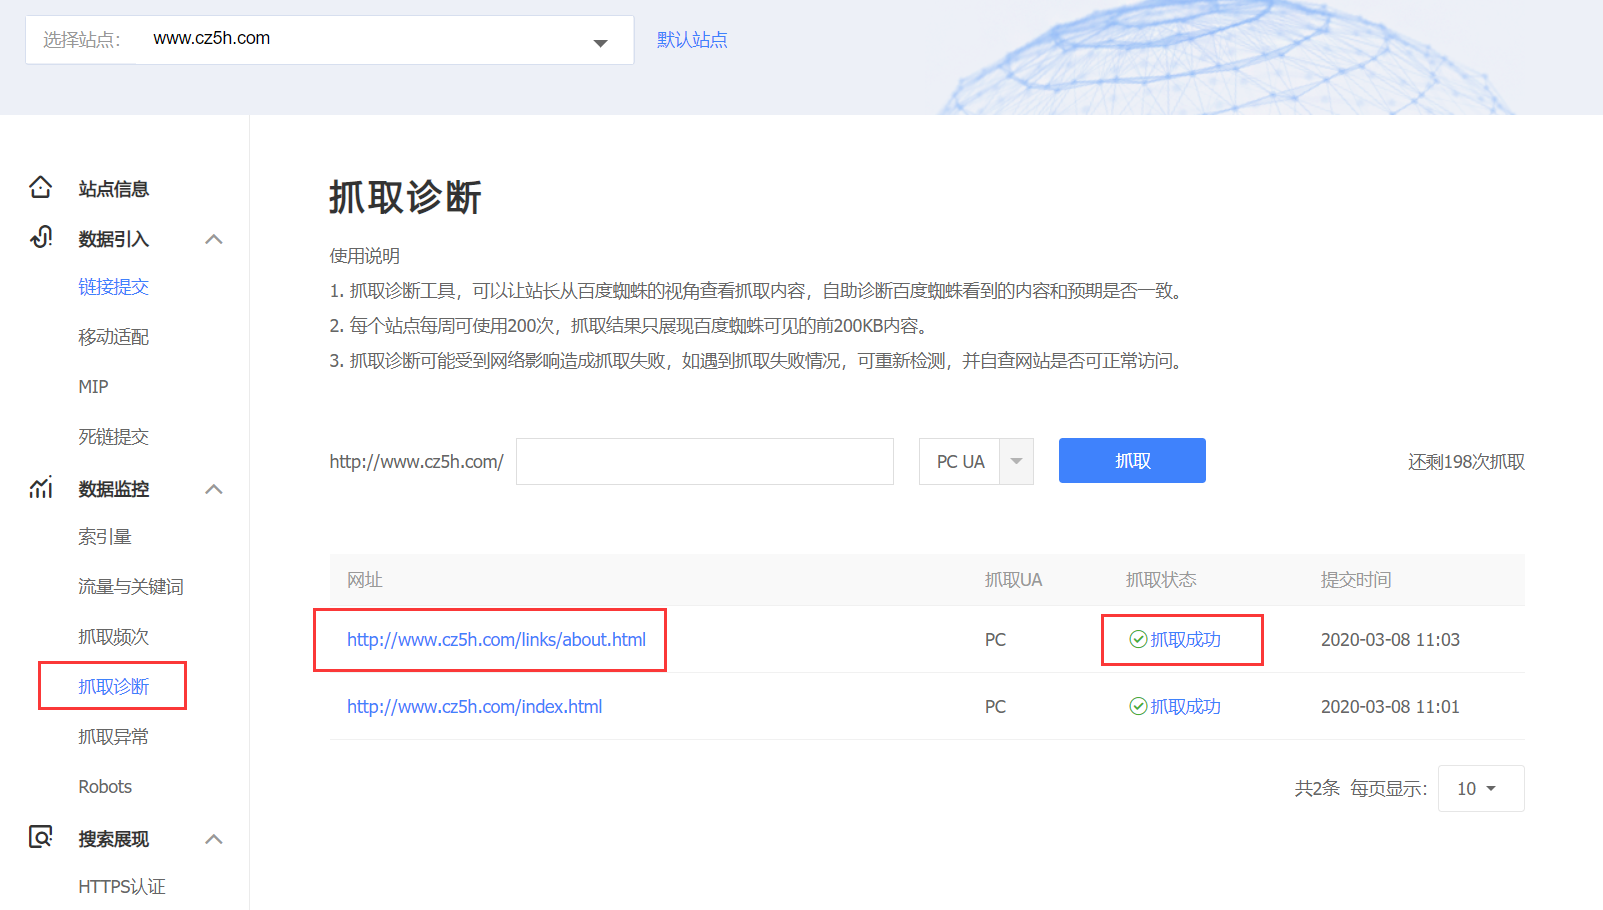 选择站点: www.cz5h.com 默认站点
站点信息
数据引入
链接提交
移动适配
MIP
死链提交
数据监控
索引量
流量与关键词
抓取频次
抓取诊断
抓取异常
Robots
搜索展现
HTTPS认证
抓取诊断
使用说明
1. 抓取诊断工具，可以让站长从百度蜘蛛的视角查看抓取内容，自助诊断百度蜘蛛看到的内容和预期是否一致。
2. 每个站点每周可使用200次，抓取结果只展现百度蜘蛛可见的前200KB内容。
3. 抓取诊断可能受到网络影响造成抓取失败，如遇到抓取失败情况，可重新检测，并自查网站是否可正常访问。
http://www.cz5h.com/ PC UA 抓取 还剩198次抓取
网址 抓取UA 抓取状态 提交时间
http://www.cz5h.com/links/about.html PC 抓取成功 2020-03-08 11:03
http://www.cz5h.com/index.html PC 抓取成功 2020-03-08 11:01
共2条 每页显示: 10